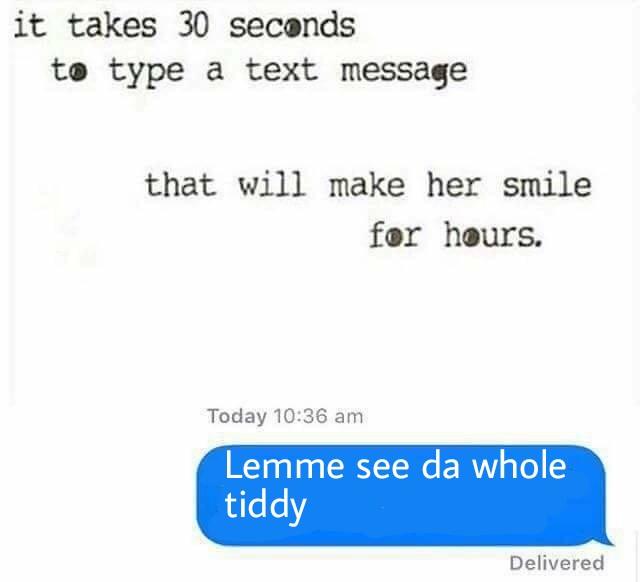 it takes 30 seconds
to type a text message
that will make her smile
for hours.
Today 10:36 am
Lemme see da whole
tiddy
Delivered